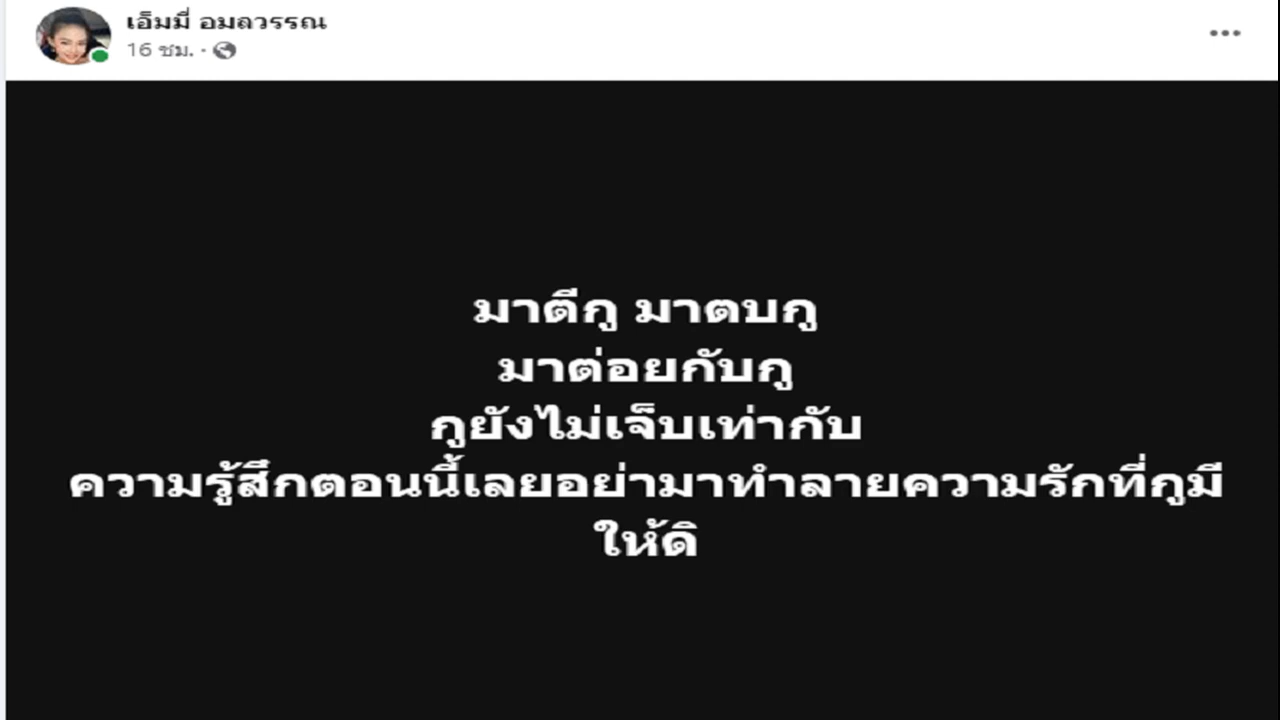 เอ็มมี่ อมลวรรณ
16 ชม. ·
มาตีกู มาตบกู
มาต่อยกับกู
กูยังไม่เจ็บเท่ากับ
ความรู้สึกตอนนี้เลยอย่ามาทำลายความรักที่กูมี
ให้ดิ